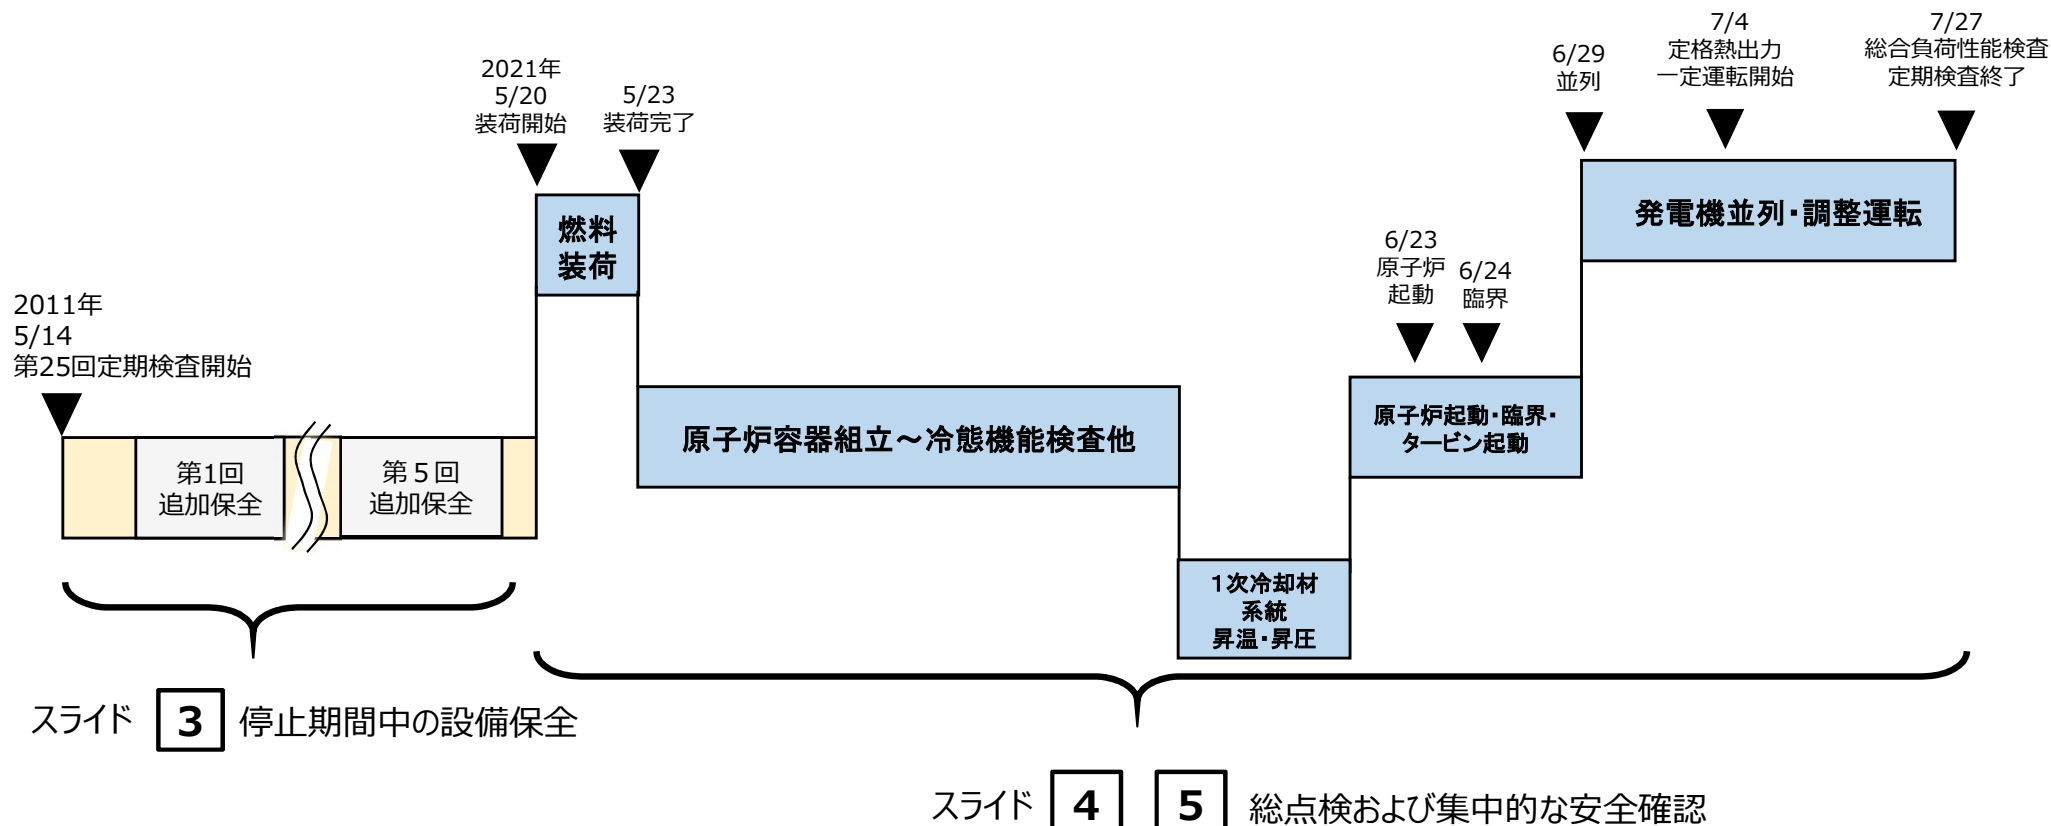 2011年
5/14
第25回定期検査開始
第1回
追加保全
第５回
追加保全
2021年
5/20
装荷開始
5/23
装荷完了
燃料
装荷
原子炉容器組立～冷態機能検査他
１次冷却材
系統
昇温・昇圧
6/23
原子炉
起動
6/24
臨界
原子炉起動・臨界・
タービン起動
6/29
並列
7/4
定格熱出力
一定運転開始
7/27
総合負荷性能検査
定期検査終了
発電機並列・調整運転
スライド 3 停止期間中の設備保全
スライド 4 5 総点検および集中的な安全確認